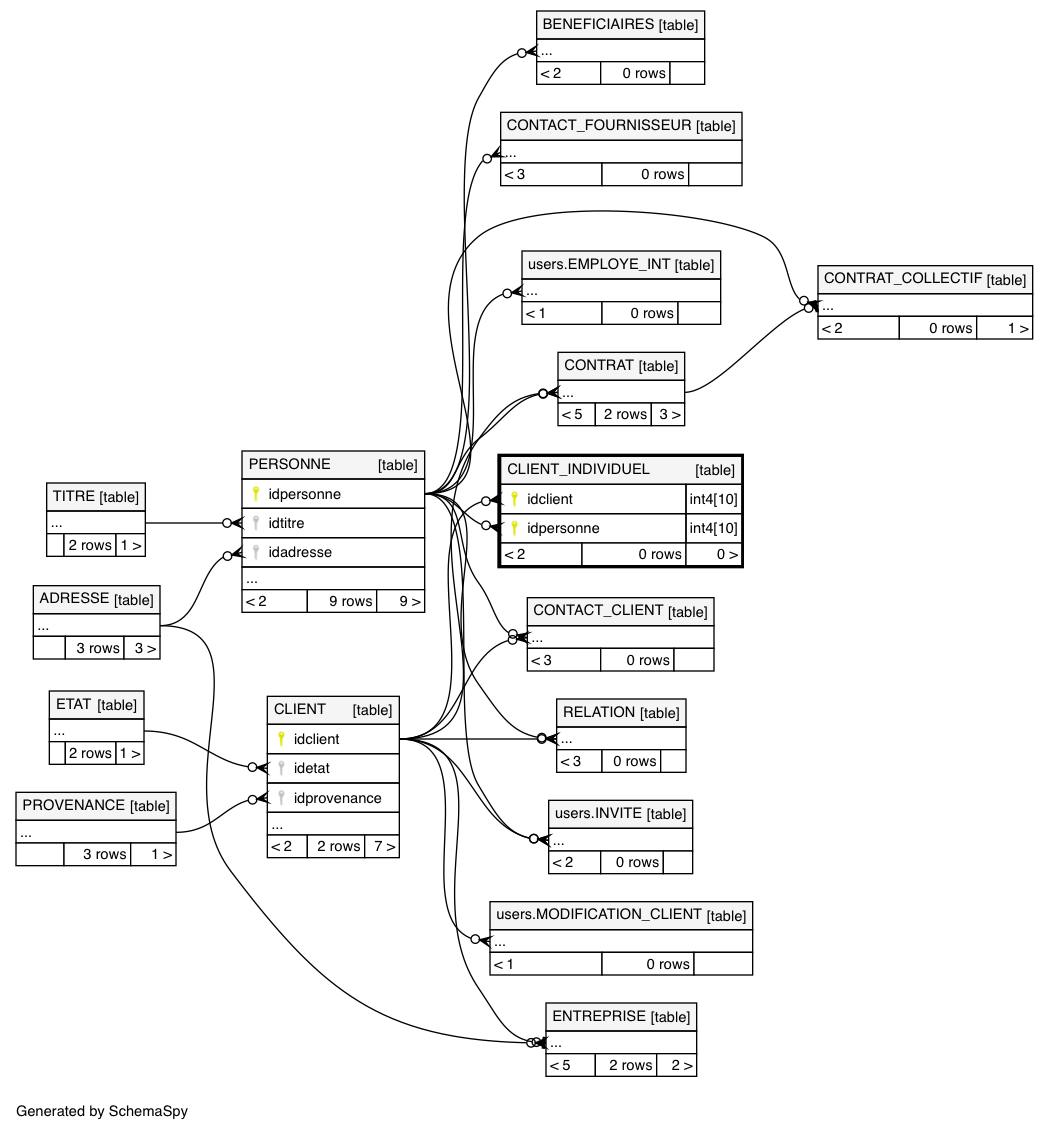 BENEFICIAIRES [table]
...
< 2 0 rows
CONTACT_FOURNISSEUR [table]
...
< 3 0 rows
users.EMPLOYE_INT [table]
...
< 1 0 rows
CONTRAT_COLLECTIF [table]
...
< 2 0 rows 1 >
CONTRAT [table]
...
< 5 2 rows 3 >
PERSONNE [table]
idpersonne
idtitre
idadresse
...
< 2 9 rows 9 >
CLIENT_INDIVIDUEL [table]
idclient int4[10]
idpersonne int4[10]
< 2 0 rows 0 >
TITRE [table]
...
2 rows 1 >
ADRESSE [table]
...
3 rows 3 >
CONTACT_CLIENT [table]
...
< 3 0 rows
ETAT [table]
...
2 rows 1 >
CLIENT [table]
idclient
idetat
idprovenance
...
< 2 2 rows 7 >
RELATION [table]
...
< 3 0 rows
PROVENANCE [table]
...
3 rows 1 >
users.INVITE [table]
...
< 2 0 rows
users.MODIFICATION_CLIENT [table]
...
< 1 0 rows
ENTREPRISE [table]
...
< 5 2 rows 2 >
Generated by SchemaSpy